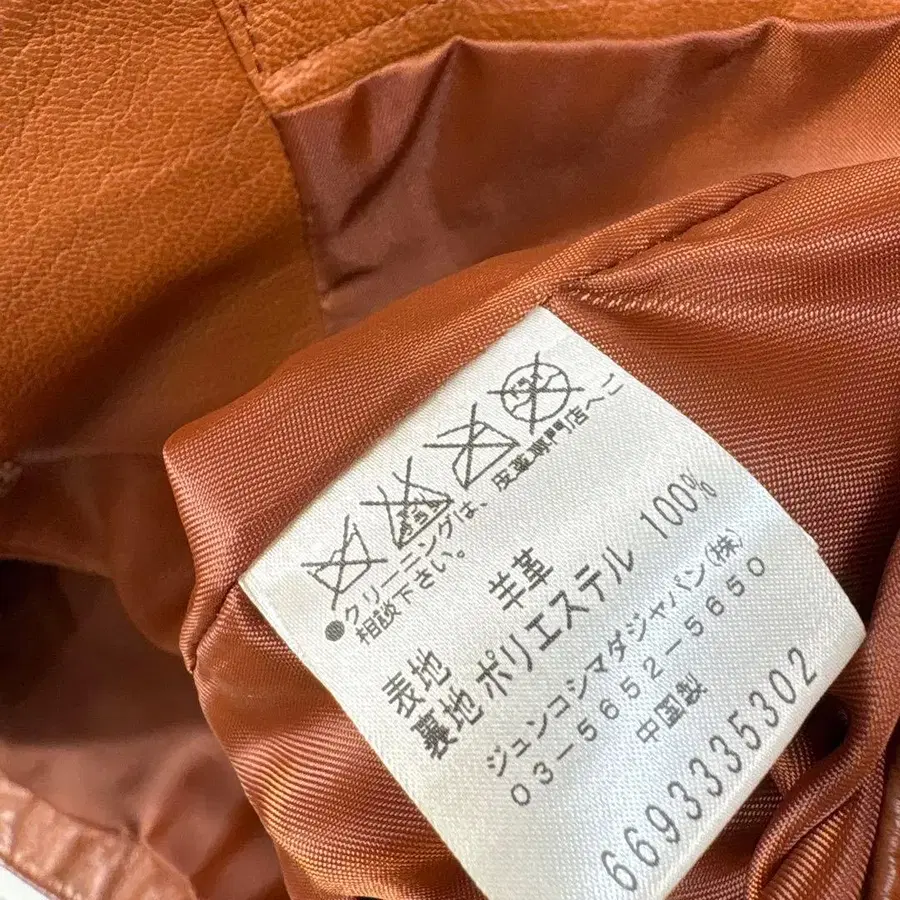 ●クリーニングは、皮革専門店へご
相談下さい。
表地 羊革
裏地 ポリエステル 100%
ジュンコシマダジャパン(株)
03-5652-5650
中国製
6693335302